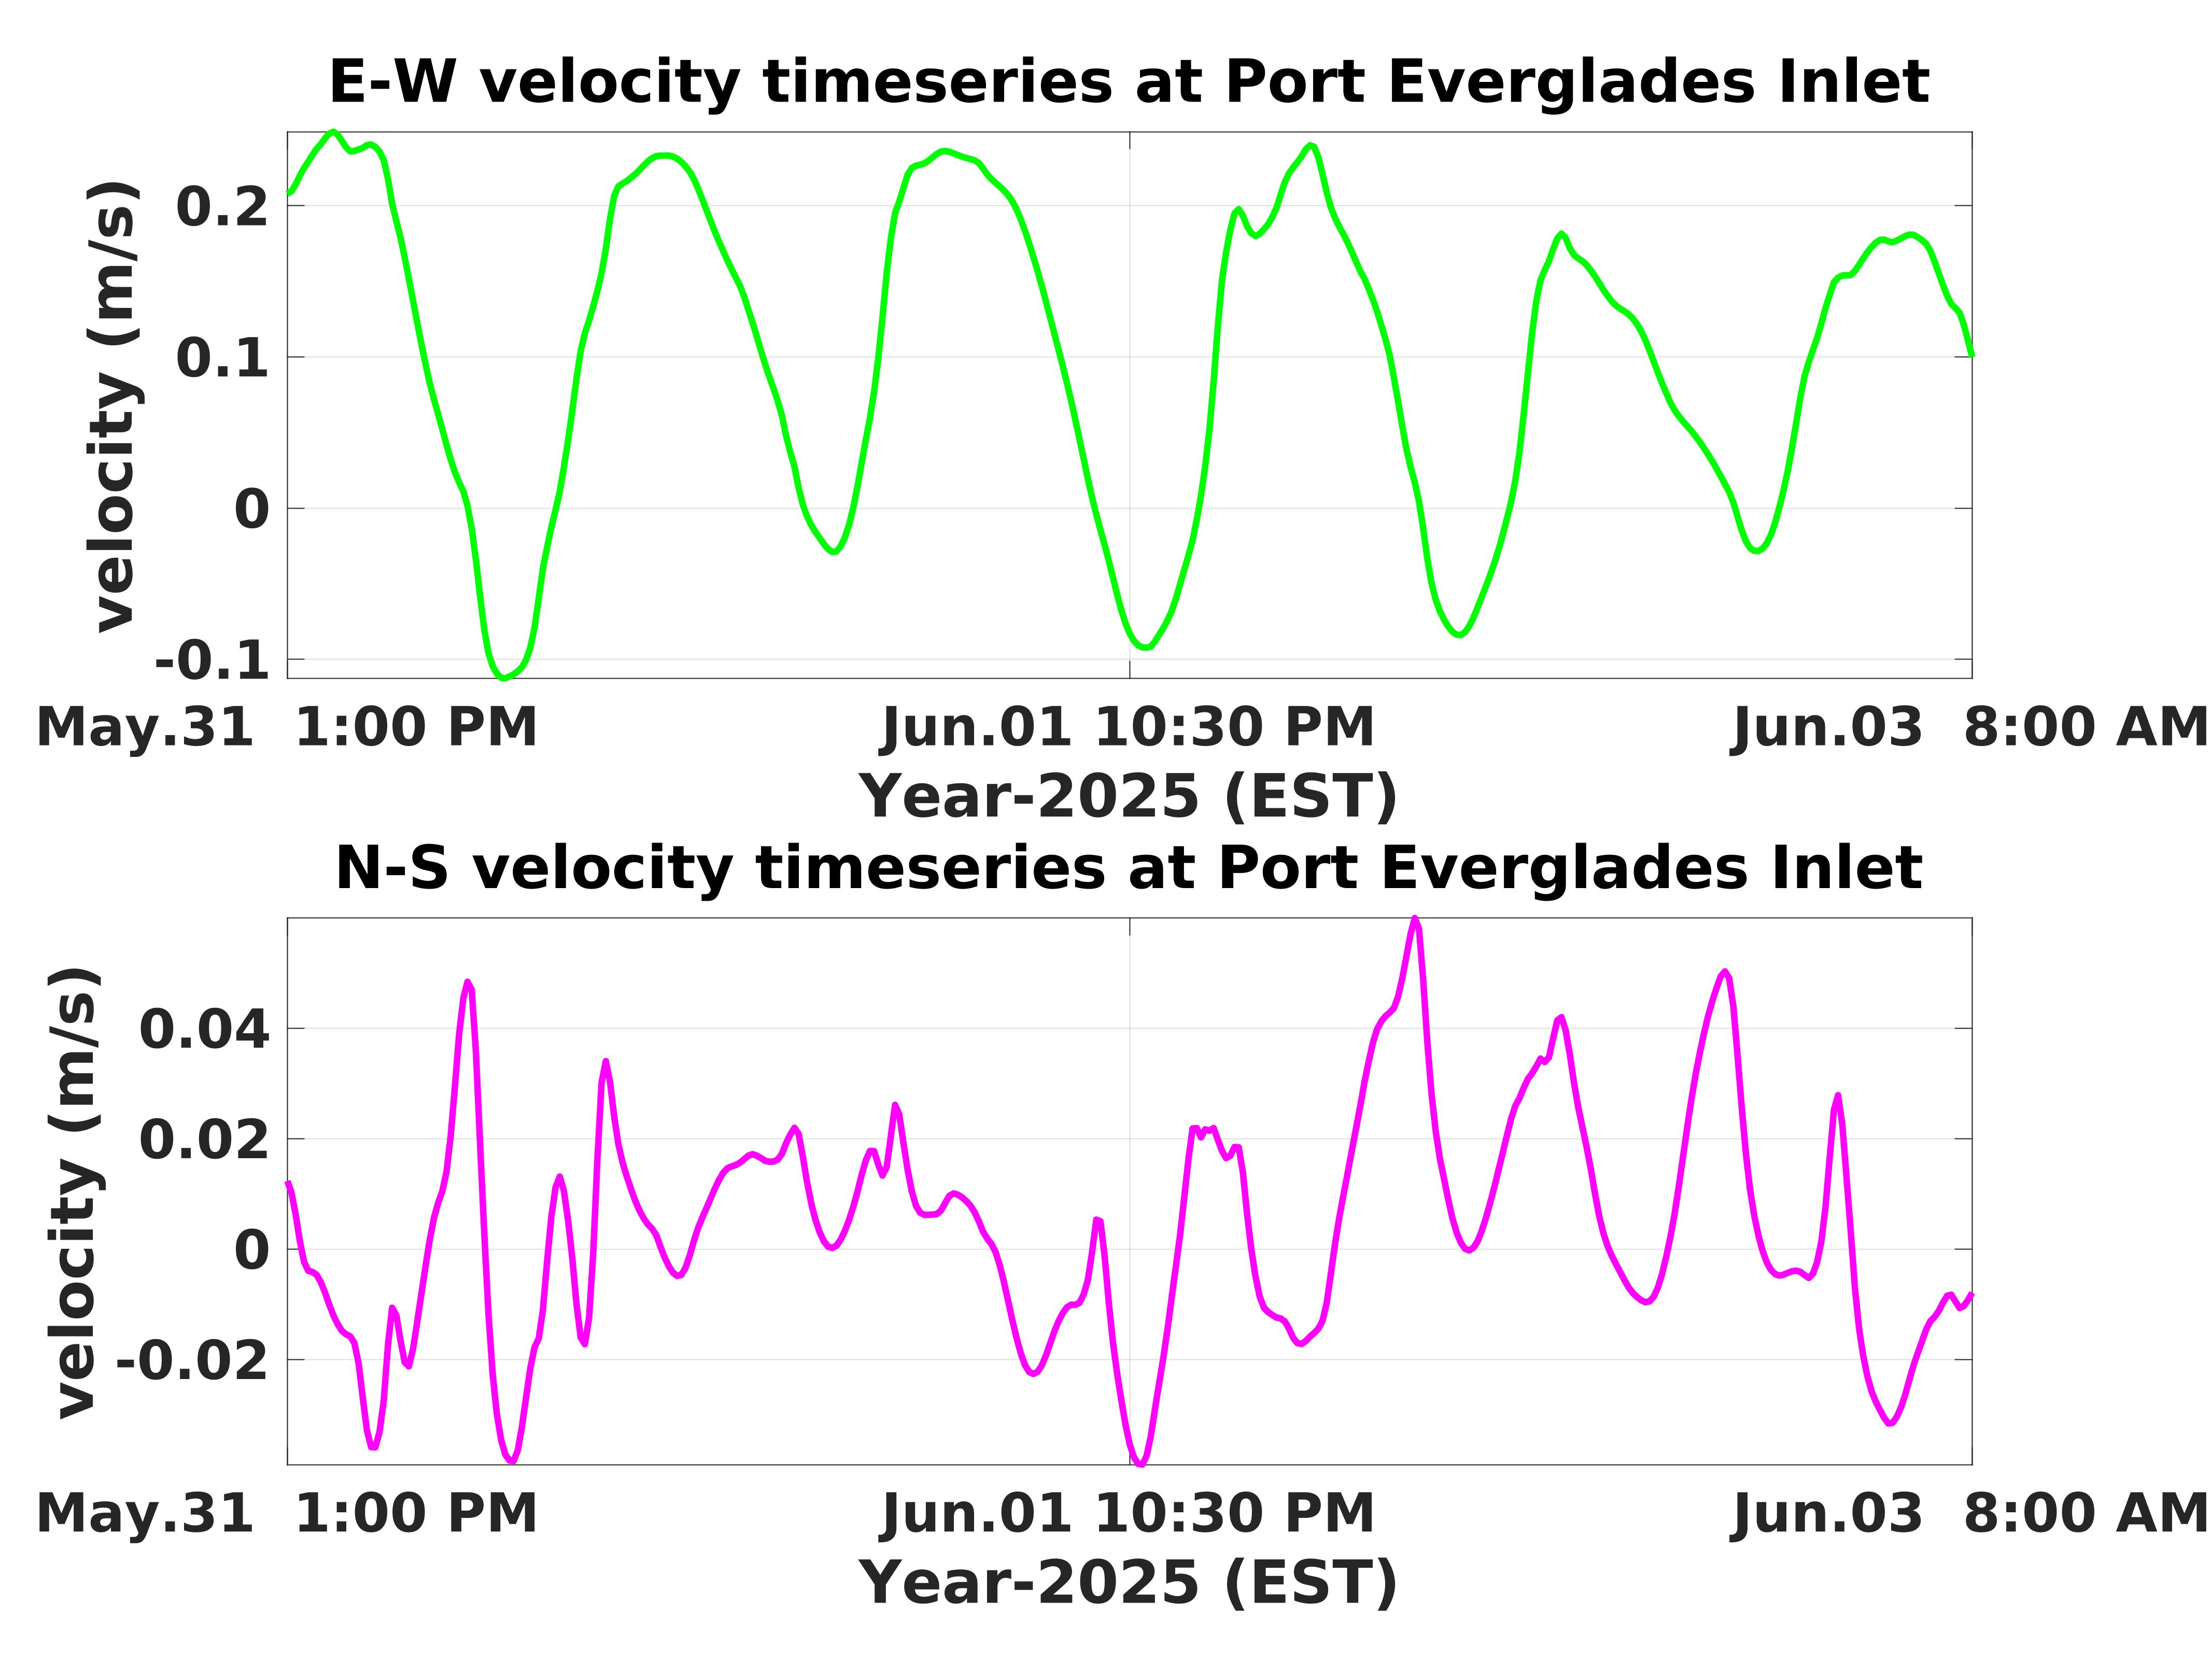 E-W velocity timeseries at Port Everglades Inlet
velocity (m/s)
0.2
0.1
0
-0.1
May.31  1:00 PM
Jun.01 10:30 PM
Jun.03  8:00 AM
Year-2025 (EST)
N-S velocity timeseries at Port Everglades Inlet
velocity (m/s)
0.04
0.02
0
-0.02
May.31  1:00 PM
Jun.01 10:30 PM
Jun.03  8:00 AM
Year-2025 (EST)